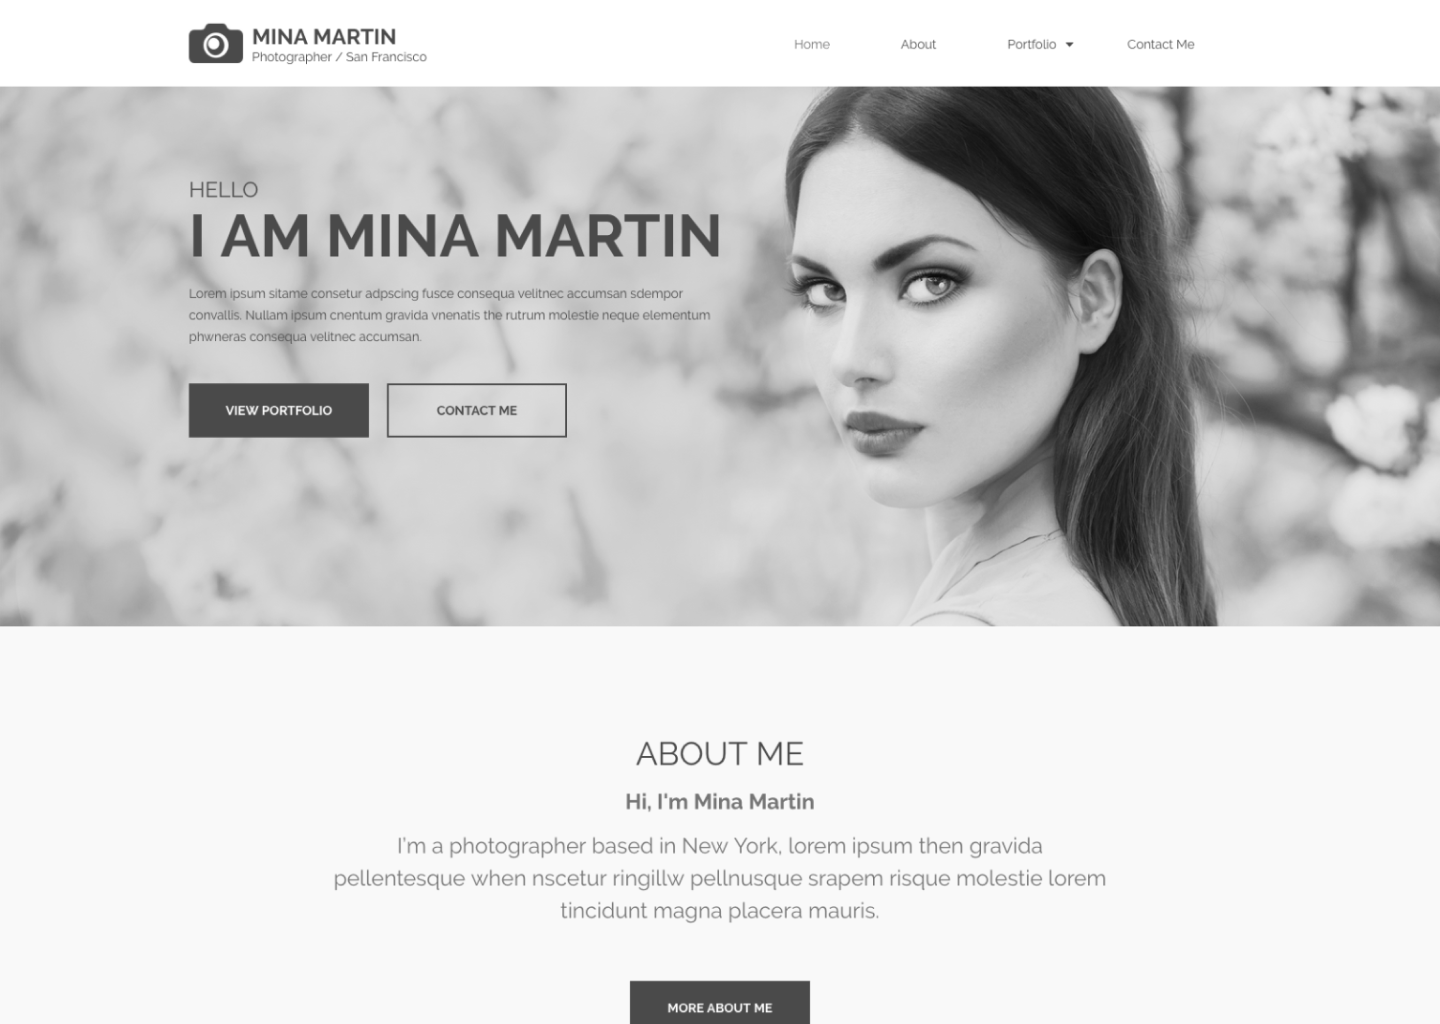 MINA MARTIN
Photographer / San Francisco
Home
About
Portfolio
Contact Me
HELLO
I AM MINA MARTIN
Lorem ipsum sitame consetur adpscing fusce consequa velitnec accumsan sdempor
convallis. Nullam ipsum cnentum gravida vnenatis the rutrum molestie neque elementum
phwneras consequa velitnec accumsan.
VIEW PORTFOLIO
CONTACT ME
ABOUT ME
Hi, I'm Mina Martin
I'm a photographer based in New York, lorem ipsum then gravida
pellentesque when nscetur ringillw pellnusque srapem risque molestie lorem
tincidunt magna placera mauris.
MORE ABOUT ME